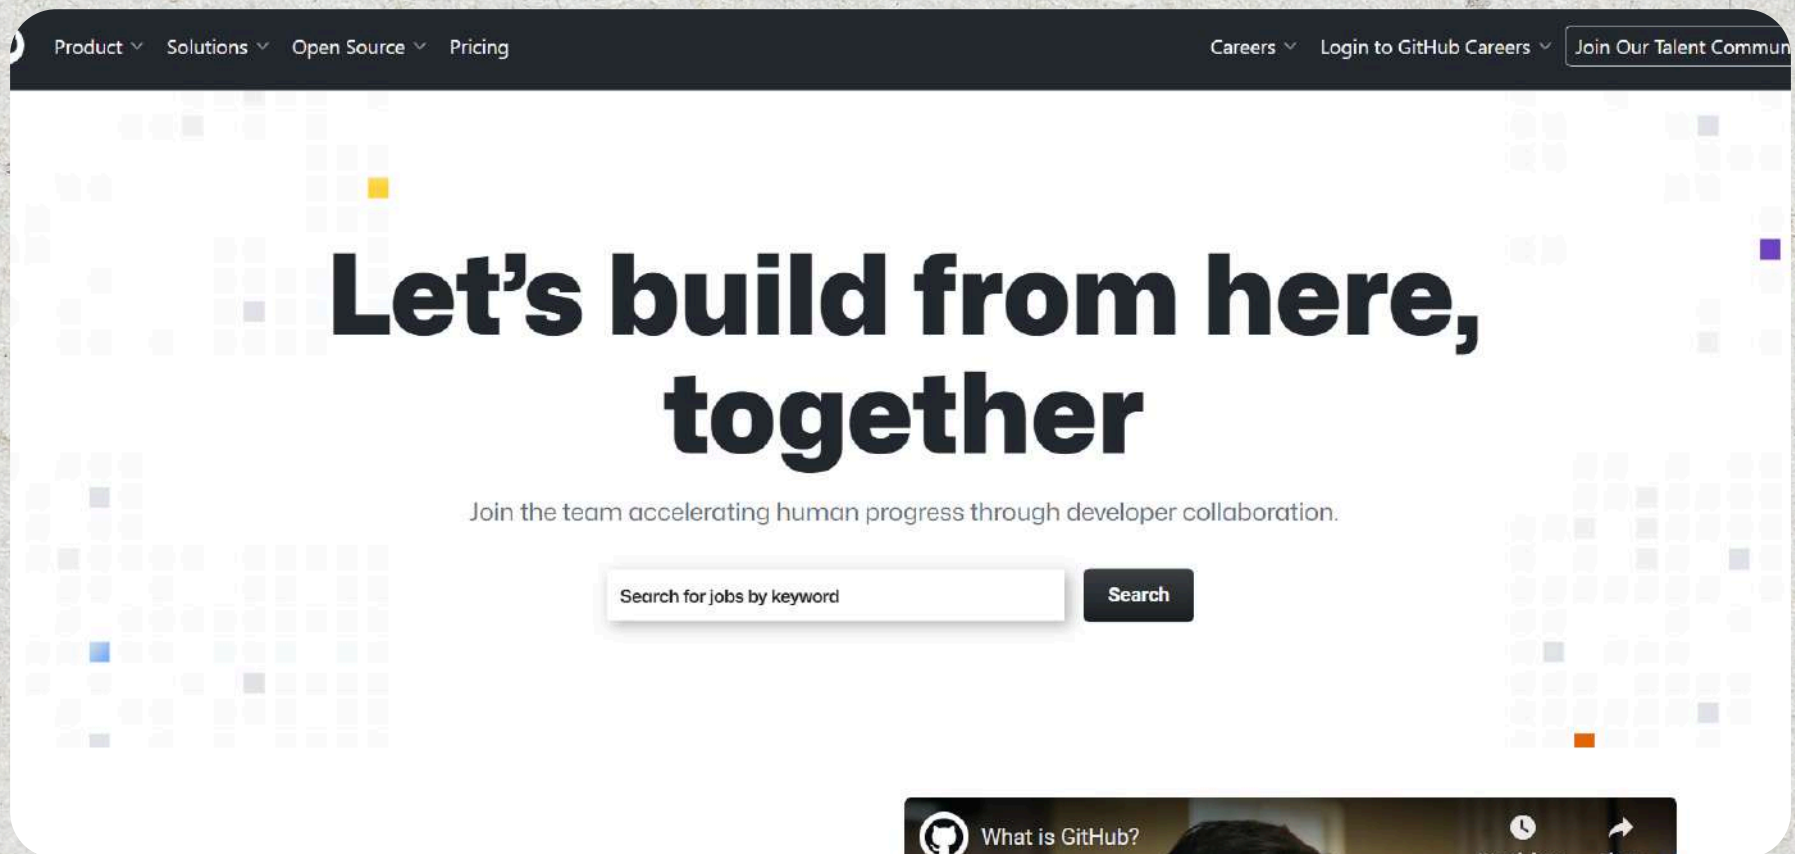 Product
Solutions
Open Source
Pricing
Careers
Login to GitHub Careers
Join Our Talent
Let's build from here,
together
Join the team accelerating human progress through developer collaboration.
Search for jobs by keyword
Search
What is GitHub?